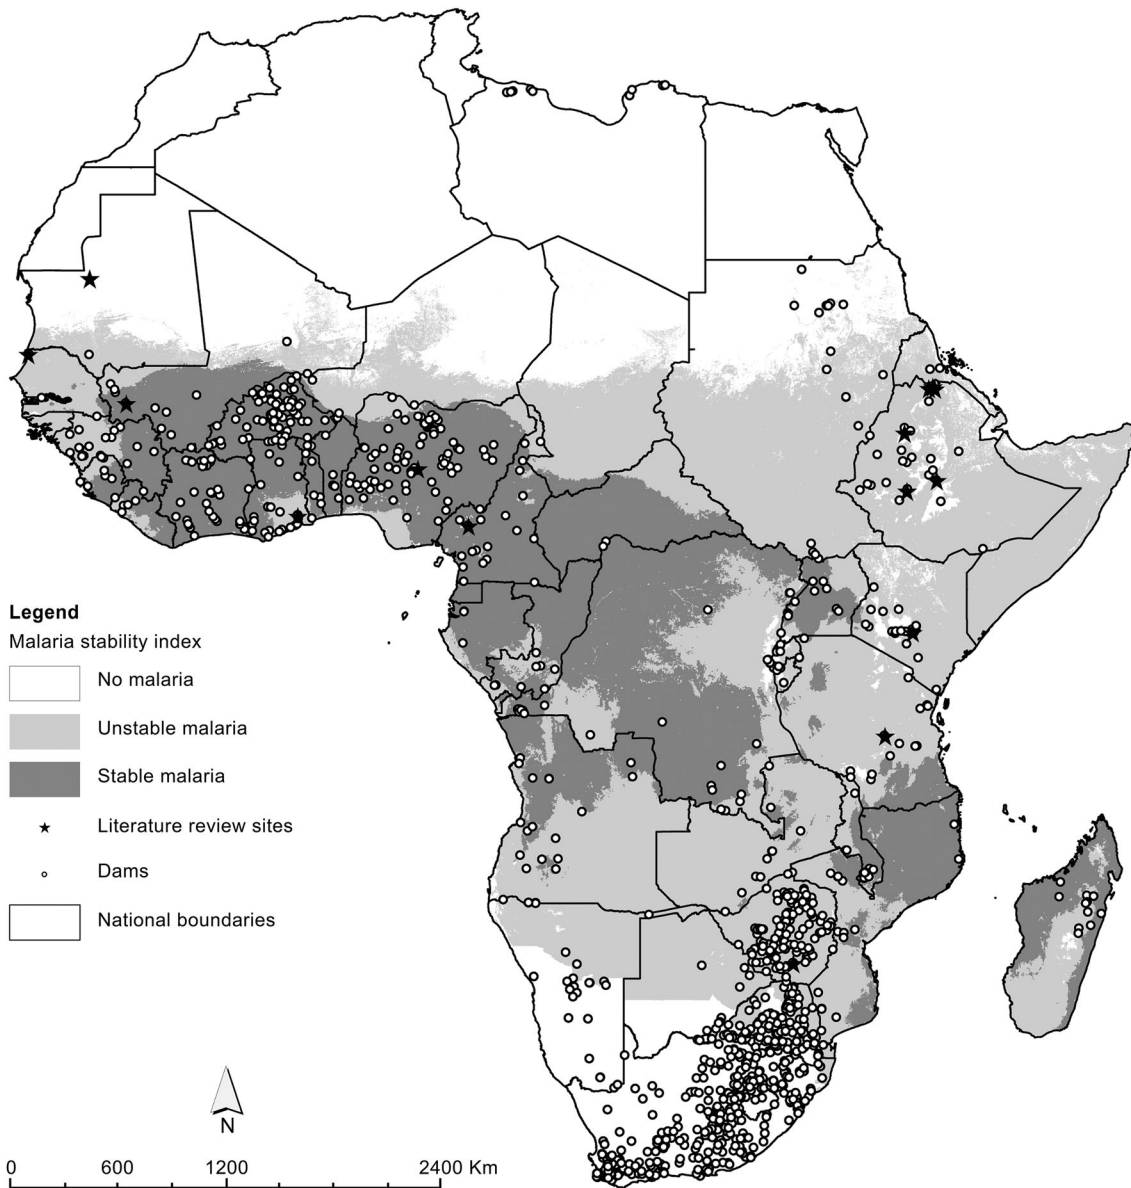 Legend
Malaria stability index
No malaria
Unstable malaria
Stable malaria
Literature review sites
Dams
National boundaries
N
0 600 1200 2400 Km